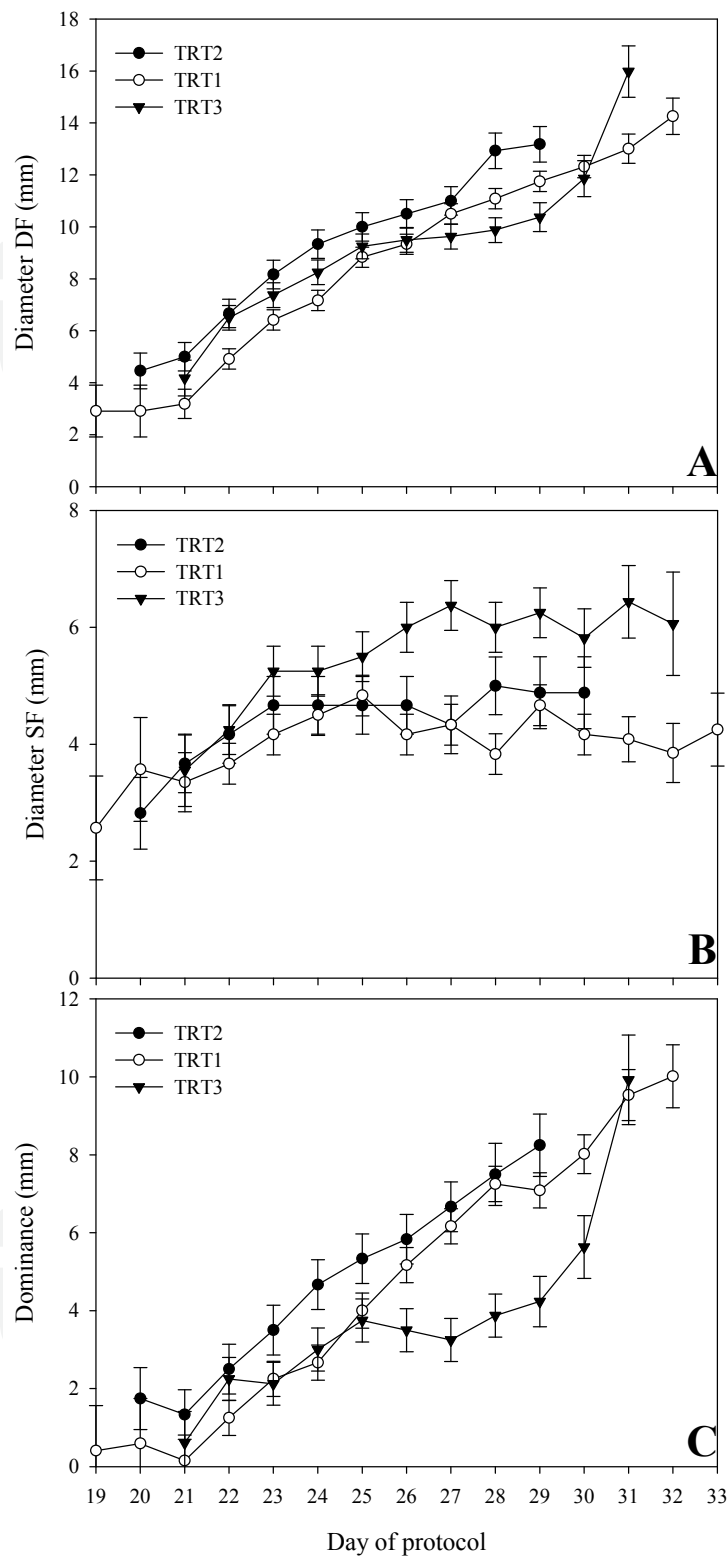 18
16
14
12
10
8
6
4
2
0
Diameter DF (mm)
TRT2
TRT1
TRT3
A
8
6
4
2
0
Diameter SF (mm)
TRT2
TRT1
TRT3
B
12
10
8
6
4
2
0
Dominance (mm)
TRT2
TRT1
TRT3
C
19 20 21 22 23 24 25 26 27 28 29 30 31 32 33
Day of protocol